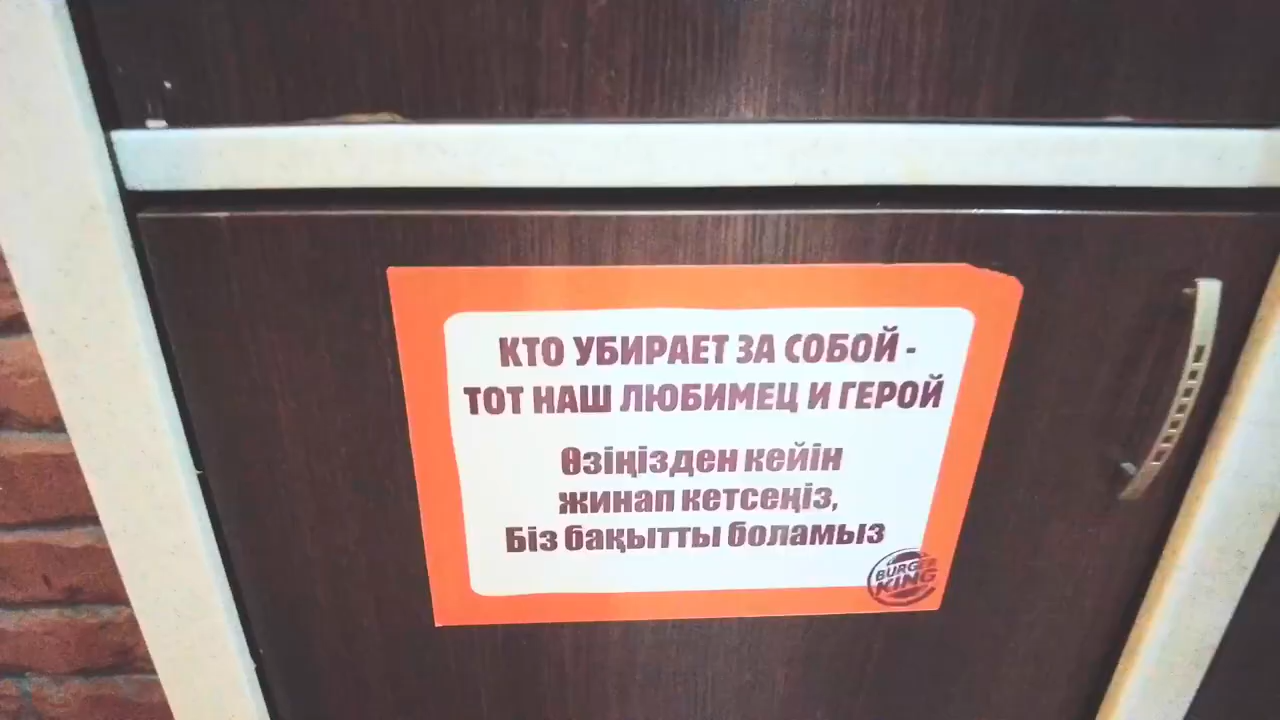 КТО УБИРАЕТ ЗА СОБОЙ -
ТОТ НАШ ЛЮБИМЕЦ И ГЕРОЙ
Өзіңізден кейін
жинап кетсеңіз,
Біз бақытты боламыз
BURGER
KING